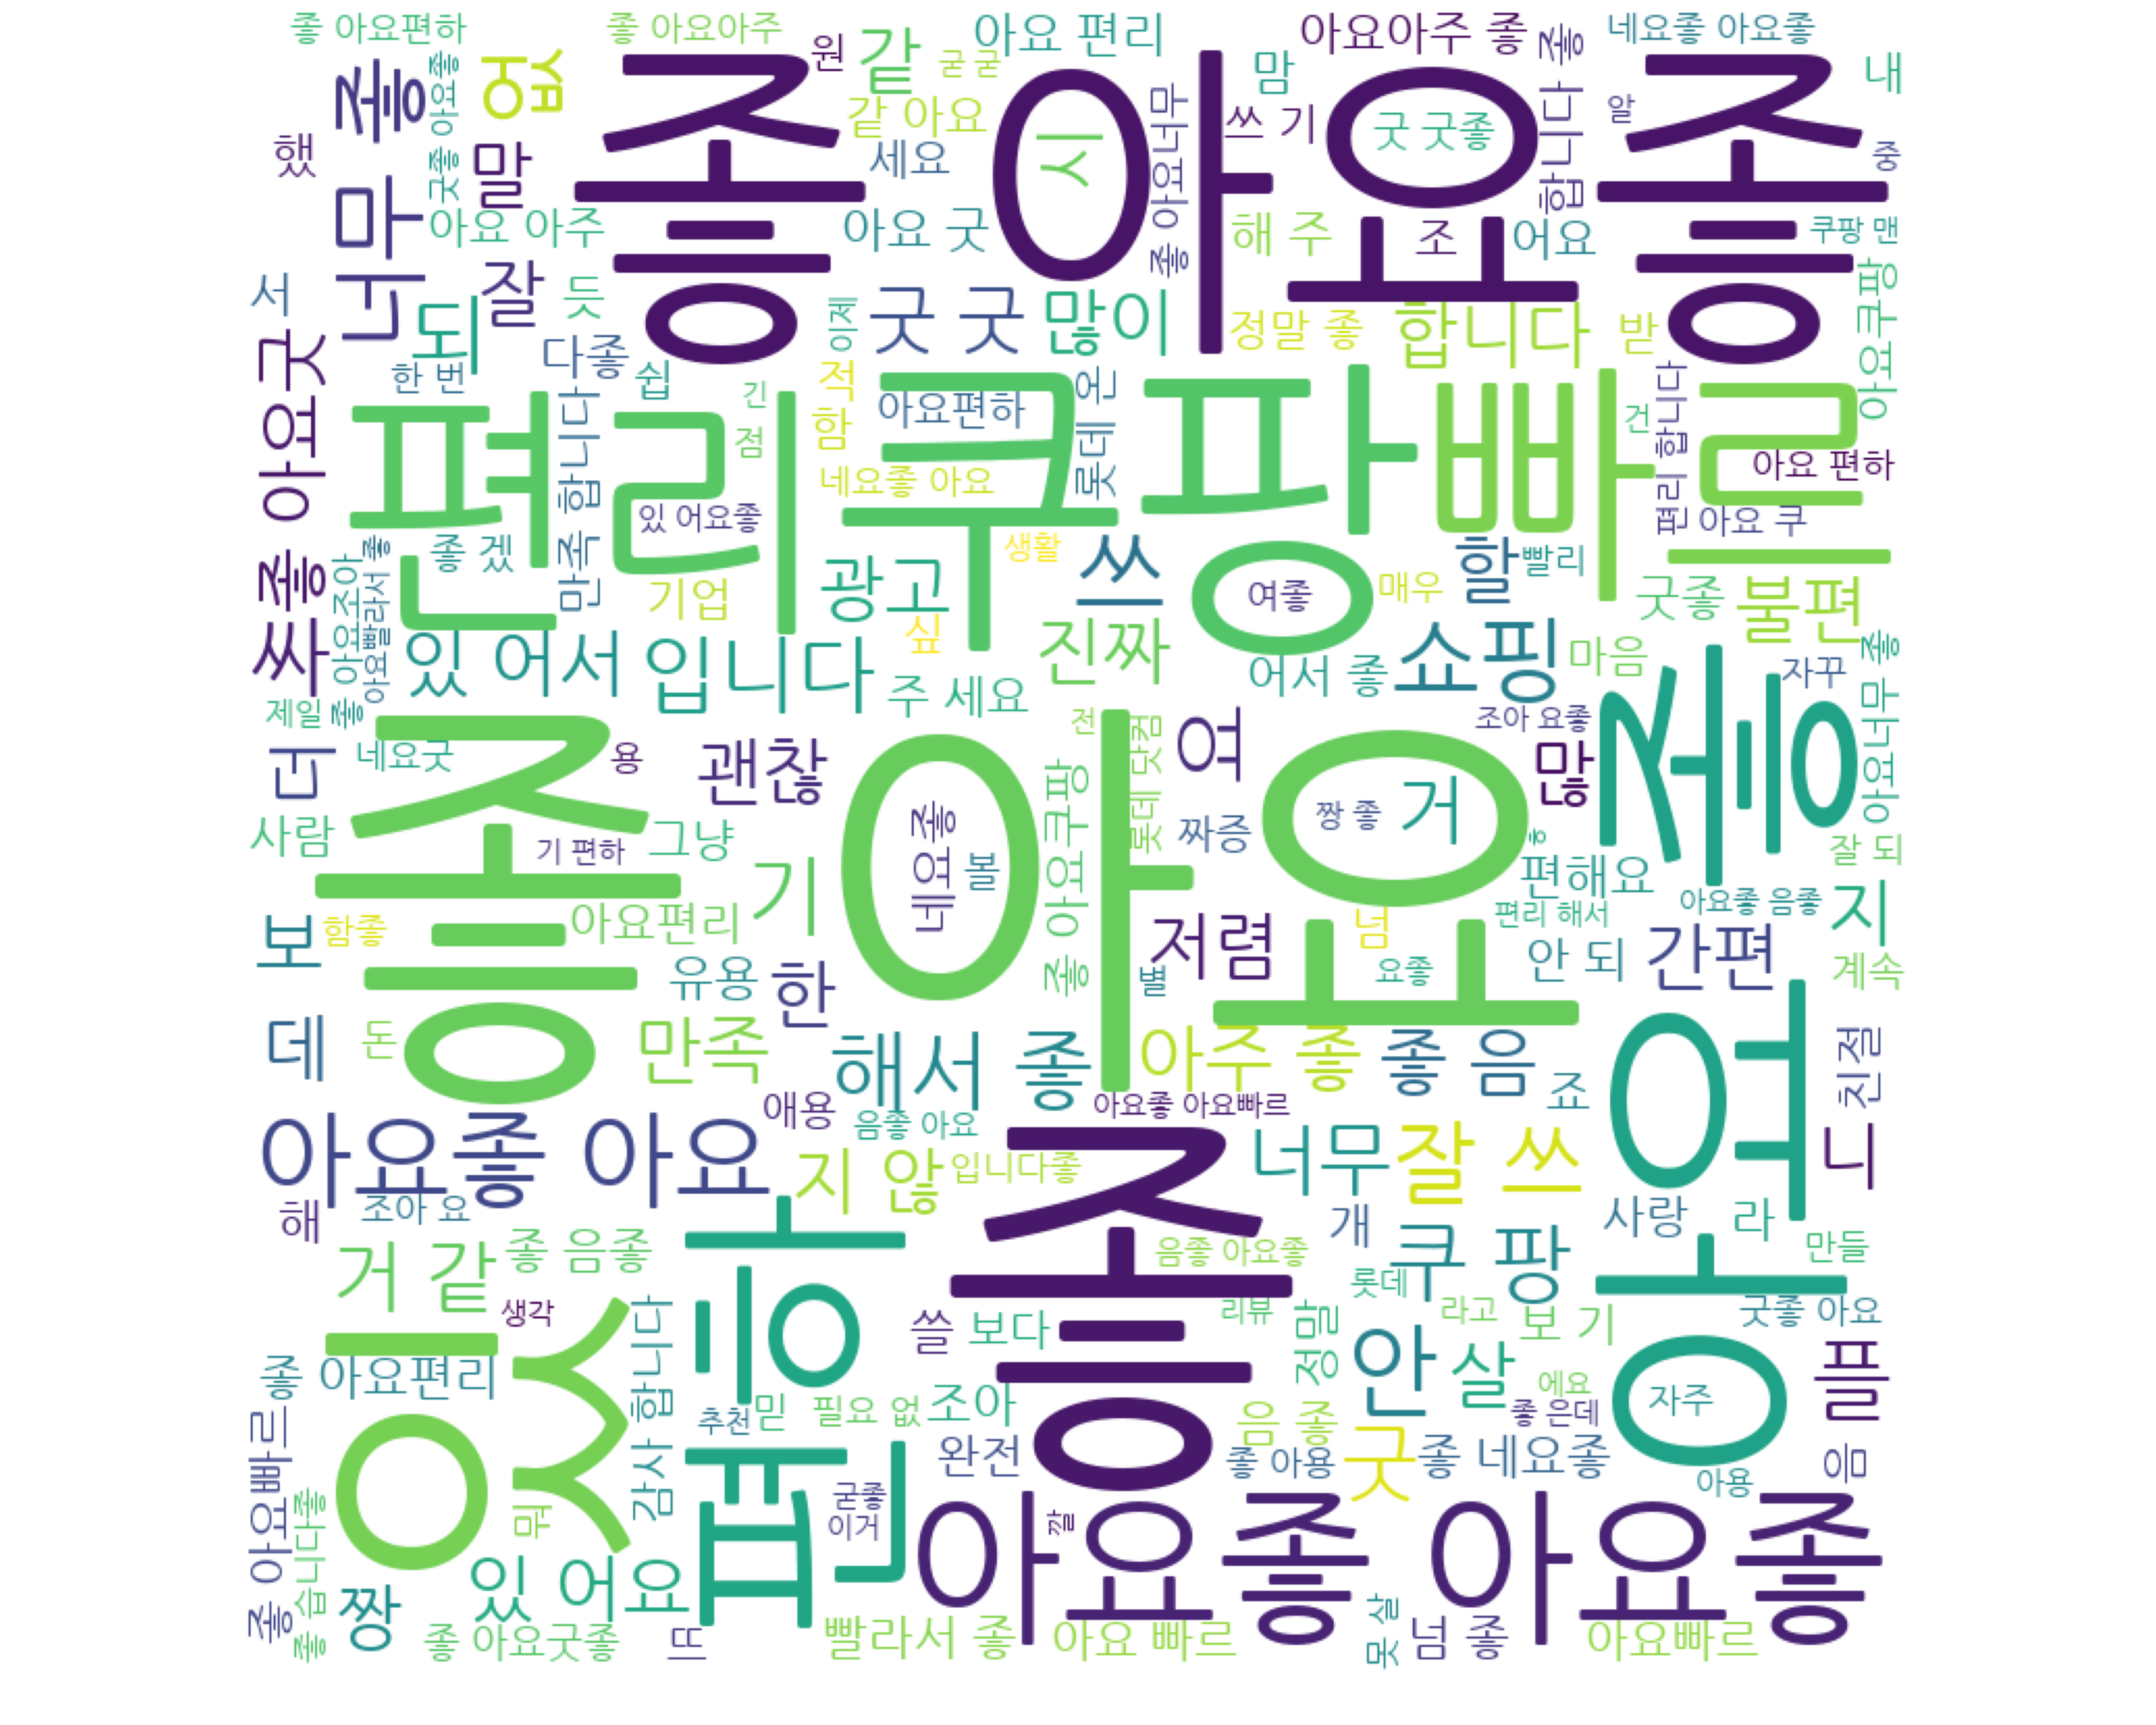 좋 아요편하
좋 아요아주
원
같
굳 굳
아요 편리
맘
아요아주 좋
합니다 좋
네요좋 아요좋
내
너무 좋
굿좋 아요좋
없
좋
아요좋
시
좋 아요너무
쓰 기
굿 굿좋
알
중
했
말
같 아요
세요
아요 아주
아요 굿
해 주
조
어요
쿠팡 맨
서
되
잘
듯
이제
굿 굿
많이
정말 좋
합니다
받
아요쿠팡
좋 아요굿
한 번
다좋
쉽
긴
적
함
점
아요편하
롯데 온
편리
쿠팡
빠르
건
편리 합니다
아요 편하
아요 쿠
만족 합니다
있 어요좋
네요좋 아요
생활
좋 겠
좋 아요조아
아요빨라서 좋
기업
광고
싶
쓰
여좋
매우
할
빨리
굿좋
불편
싸
있 어서
입니다
주 세요
진짜
어서 좋
쇼핑
마음
자꾸
아요너무 좋
제일
더
네요굿
용
괜찮
전
롯데 닷컴
요
조아 요좋
많
좋
사람
기 편하
그냥
기
좋 아요
네요좋
볼
좋 아요쿠팡
짜증
짱 좋
거
편해요
잘 되
보
함좋
아요편리
유용
한
저렴
별
넘
요좋
편리 해서
아요좋 음좋
안 되
간편
지
계속
데
돈
만족
해서 좋
아주 좋
좋 음
죠
여
친절
애용
음좋 아요
아요좋 아요빠르
아요좋 아요
지 않
입니다좋
너무
잘 쓰
니
해
조아 요
개
사랑
라
만들
거 같
좋 음좋
편하
좋
음좋 아요좋
쿠 팡
롯데
생각
감사 합니다
쓸
보다
리뷰
정말
라고
보 기
굿좋 아요
있
좋 아요편리
추천
믿
필요 없
조아
안
살
에요
좋 은데
자주
앙
플
음
좋 아요빠르
좋 습니다좋
뭐
굳좋
이거
완전
음 좋
좋 아용
굿
좋 네요좋
아용
짱
있 어요
깔
아요좋 아요좋
좋 아요굿좋
뜨
빨라서 좋
아요 빠르
못 살
넘 좋
아요빠르